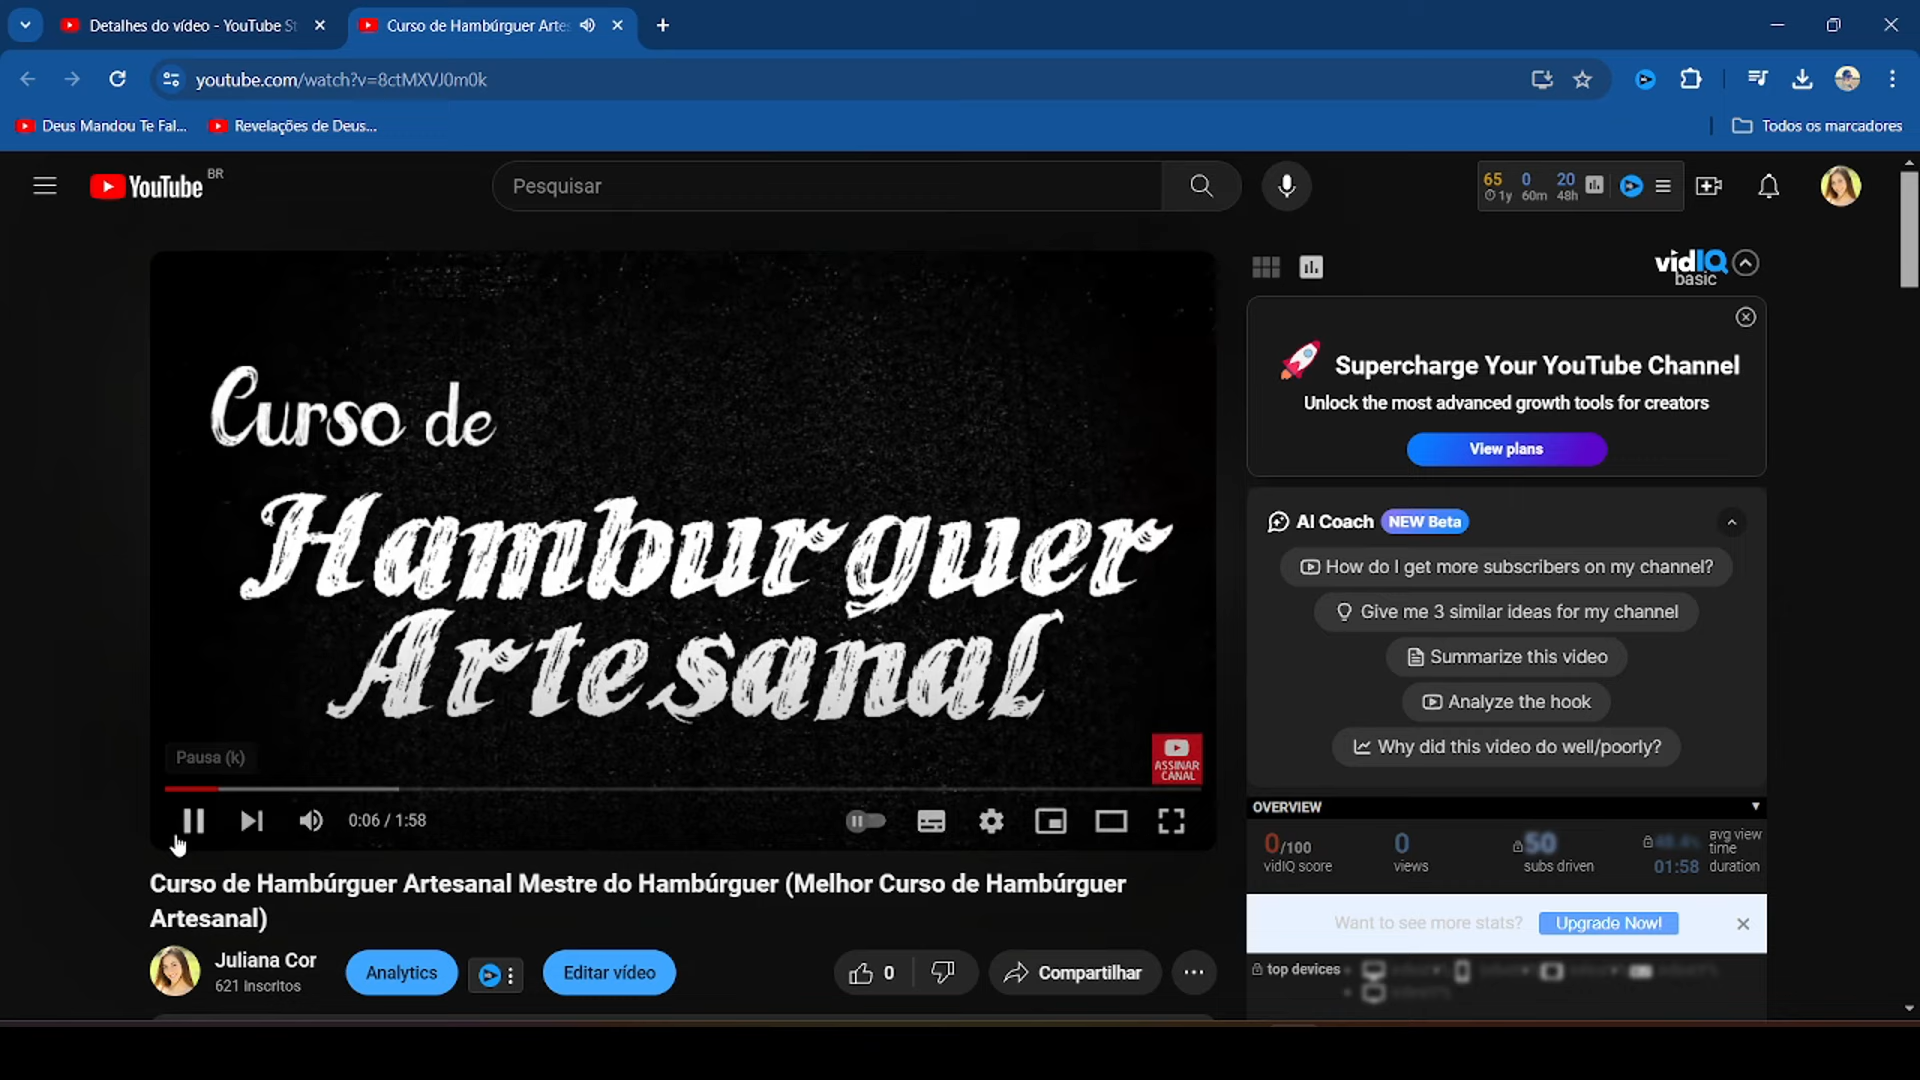 Detalhes do vídeo - YouTube St
Curso de Hambúrguer Arte
youtube.com/watch?v=8ctMXVJ0m0k
Deus Mandou Te Fal...
Revelações de Deus...
Todos os marcadores
YouTube BR
Pesquisar
65 0 20
1y 60m 48h
vidIQ
basic
Curso de
Hamburguer
Artesanal
Supercharge Your YouTube Channel
Unlock the most advanced growth tools for creators
View plans
AI Coach NEW Beta
How do I get more subscribers on my channel?
Give me 3 similar ideas for my channel
Summarize this video
Analyze the hook
Why did this video do well/poorly?
Pausa (k)
ASSINAR
CANAL
0:06 / 1:58
OVERVIEW
0/100
vidIQ score
0
views
50
subs driven
avg view
time
01:58 duration
Curso de Hambúrguer Artesanal Mestre do Hambúrguer (Melhor Curso de Hambúrguer
Artesanal)
Want to see more stats? Upgrade Now!
Juliana Cor
621 Inscritos
Analytics
Editar vídeo
0
Compartilhar
top devices